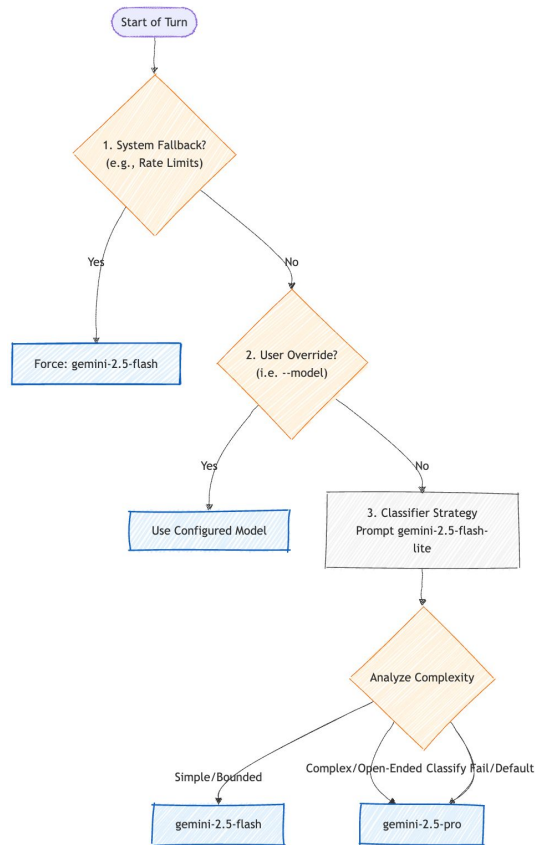 Start of Turn
1. System Fallback?
(e.g., Rate Limits)
Yes
No
Force: gemini-2.5-flash
2. User Override?
(i.e. --model)
Yes
No
Use Configured Model
3. Classifier Strategy
Prompt gemini-2.5-flash-
lite
Analyze Complexity
Simple/Bounded
Complex/Open-Ended
Classify Fail/Default
gemini-2.5-flash
gemini-2.5-pro